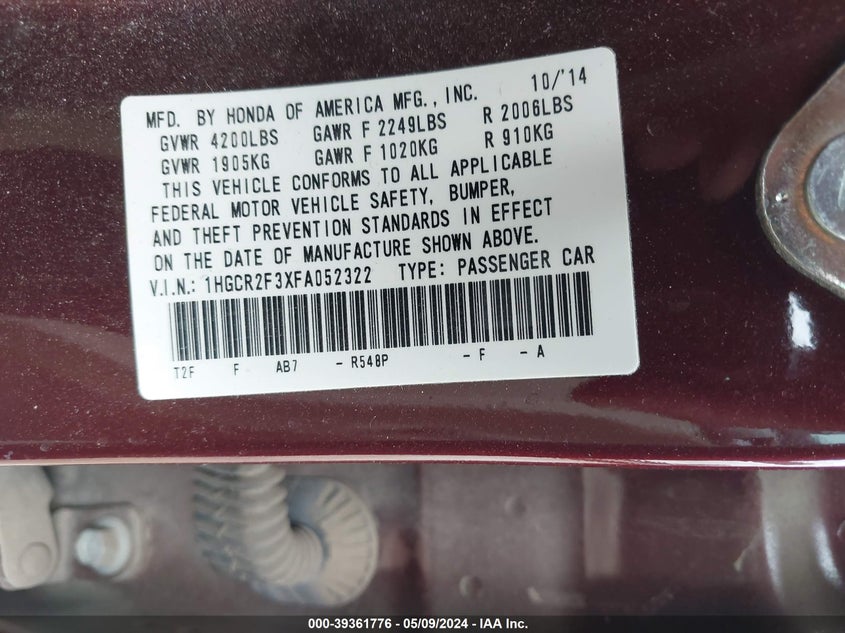 10/'14
MFD. BY HONDA OF AMERICA MFG., INC.
GVWR 4200LBS GAWR F 2249LBS R 2006LBS
GVWR 1905KG GAWR F 1020KG R 910KG
THIS VEHICLE CONFORMS TO ALL APPLICABLE
FEDERAL MOTOR VEHICLE SAFETY, BUMPER,
AND THEFT PREVENTION STANDARDS IN EFFECT
ON THE DATE OF MANUFACTURE SHOWN ABOVE.
V.I.N.: 1HGCR2F3XFA052322 TYPE: PASSENGER CAR
T2F F AB7 - R548P - F - A
000-39361776 - 05/09/2024 - IAA Inc.